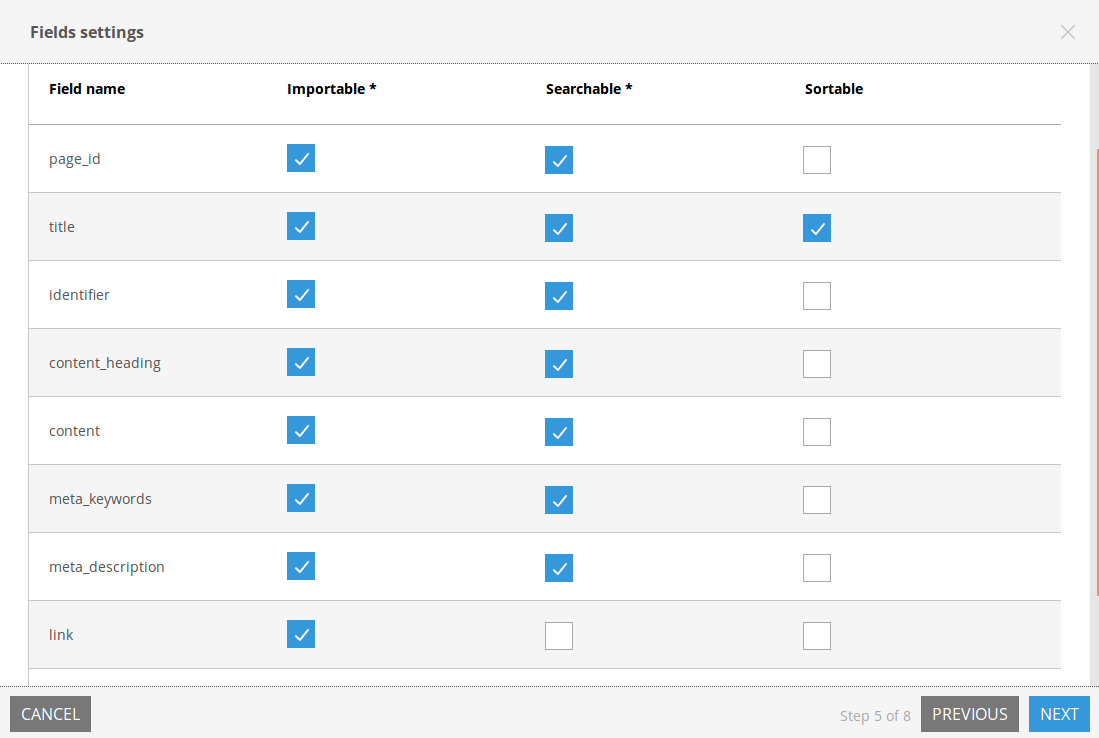 Fields settings
Field name Importable * Searchable * Sortable
page_id
title
identifier
content_heading
content
meta_keywords
meta_description
link
CANCEL Step 5 of 8 PREVIOUS NEXT